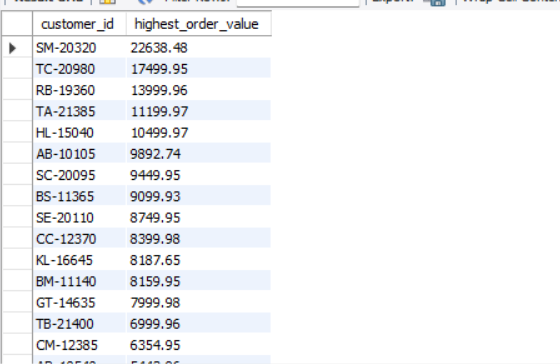 customer_id highest_order_value
SM-20320 22638.48
TC-20980 17499.95
RB-19360 13999.96
TA-21385 11199.97
HL-15040 10499.97
AB-10105 9892.74
SC-20095 9449.95
BS-11365 9099.93
SE-20110 8749.95
CC-12370 8399.98
KL-16645 8187.65
BM-11140 8159.95
GT-14635 7999.98
TB-21400 6999.96
CM-12385 6354.95